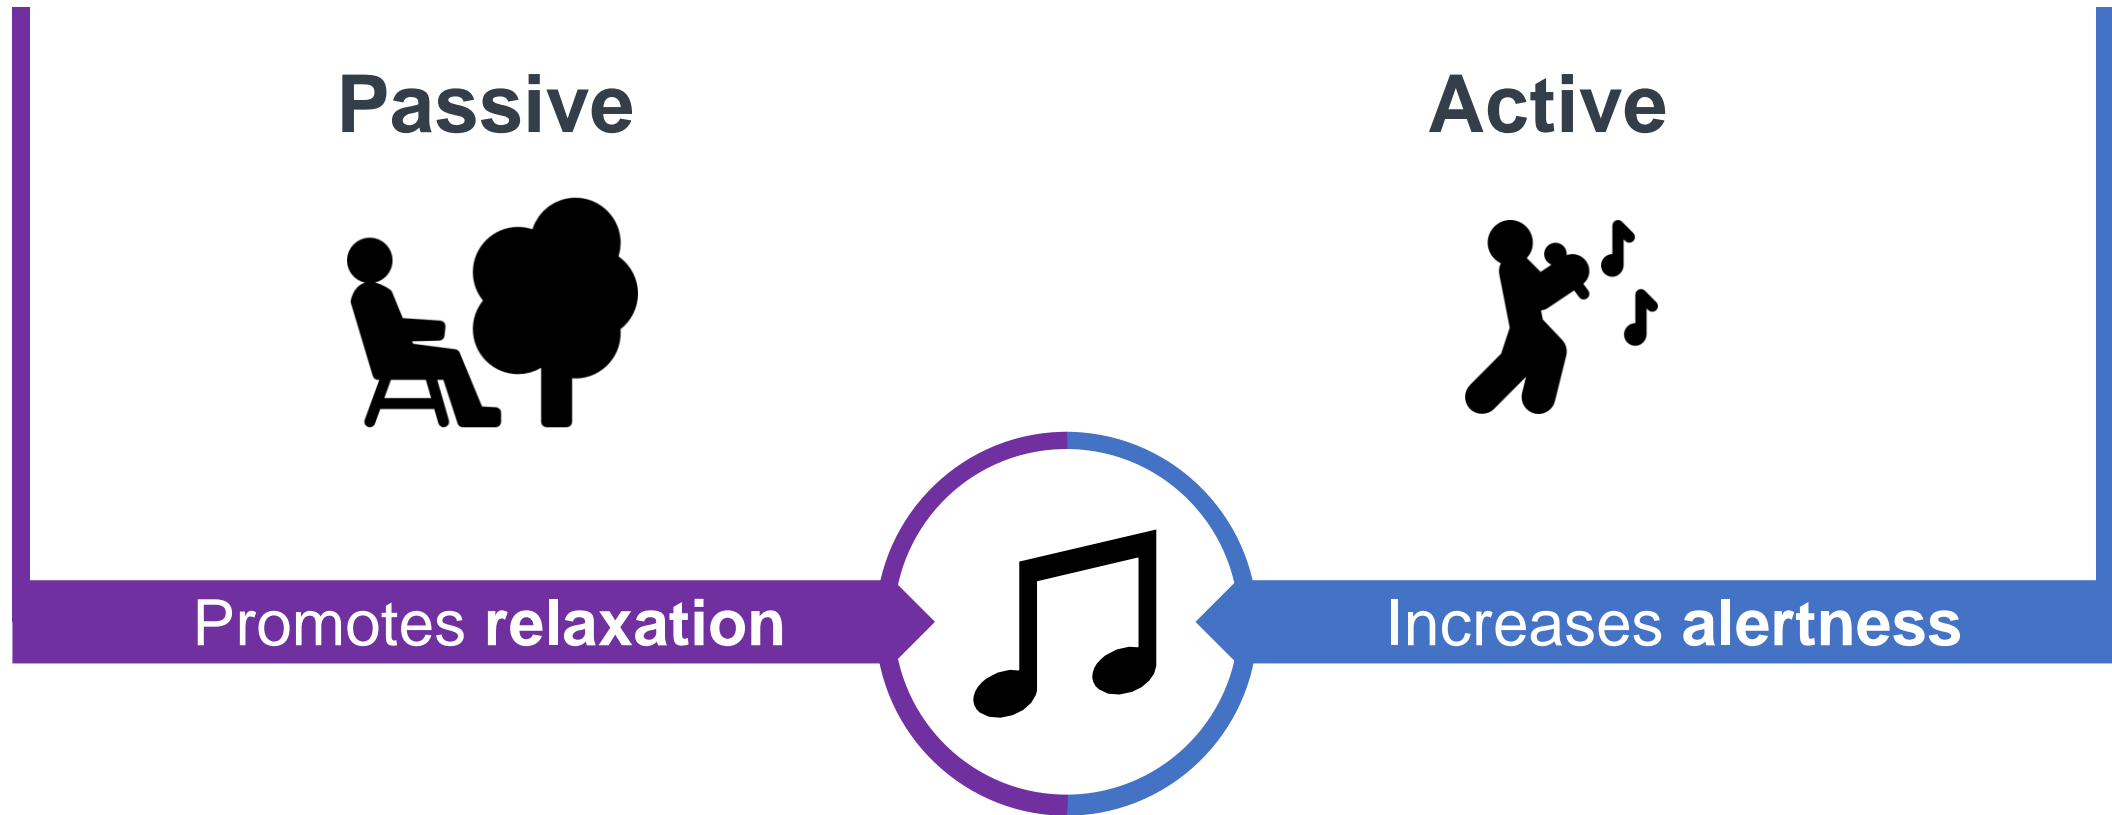 Passive
Active
Promotes relaxation
Increases alertness